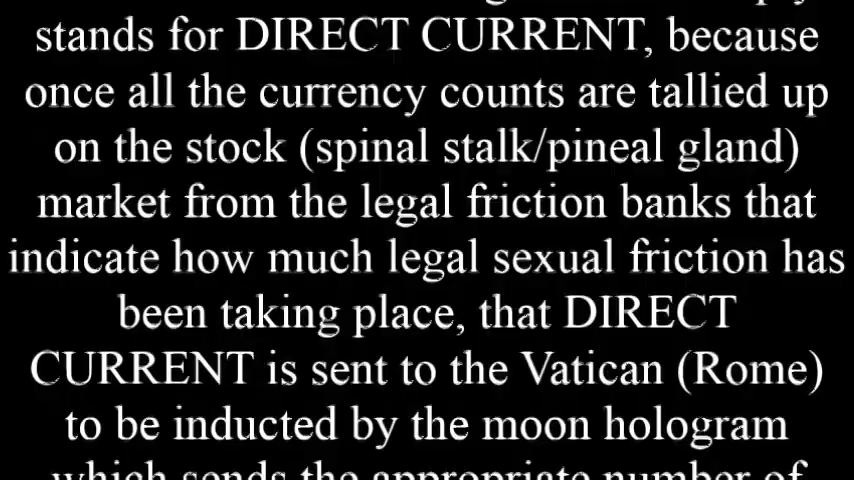 stands for DIRECT CURRENT, because
once all the currency counts are tallied up
on the stock (spinal stalk/pineal gland)
market from the legal friction banks that
indicate how much legal sexual friction has
been taking place, that DIRECT
CURRENT is sent to the Vatican (Rome)
to be inducted by the moon hologram
which sends the appropriate number of